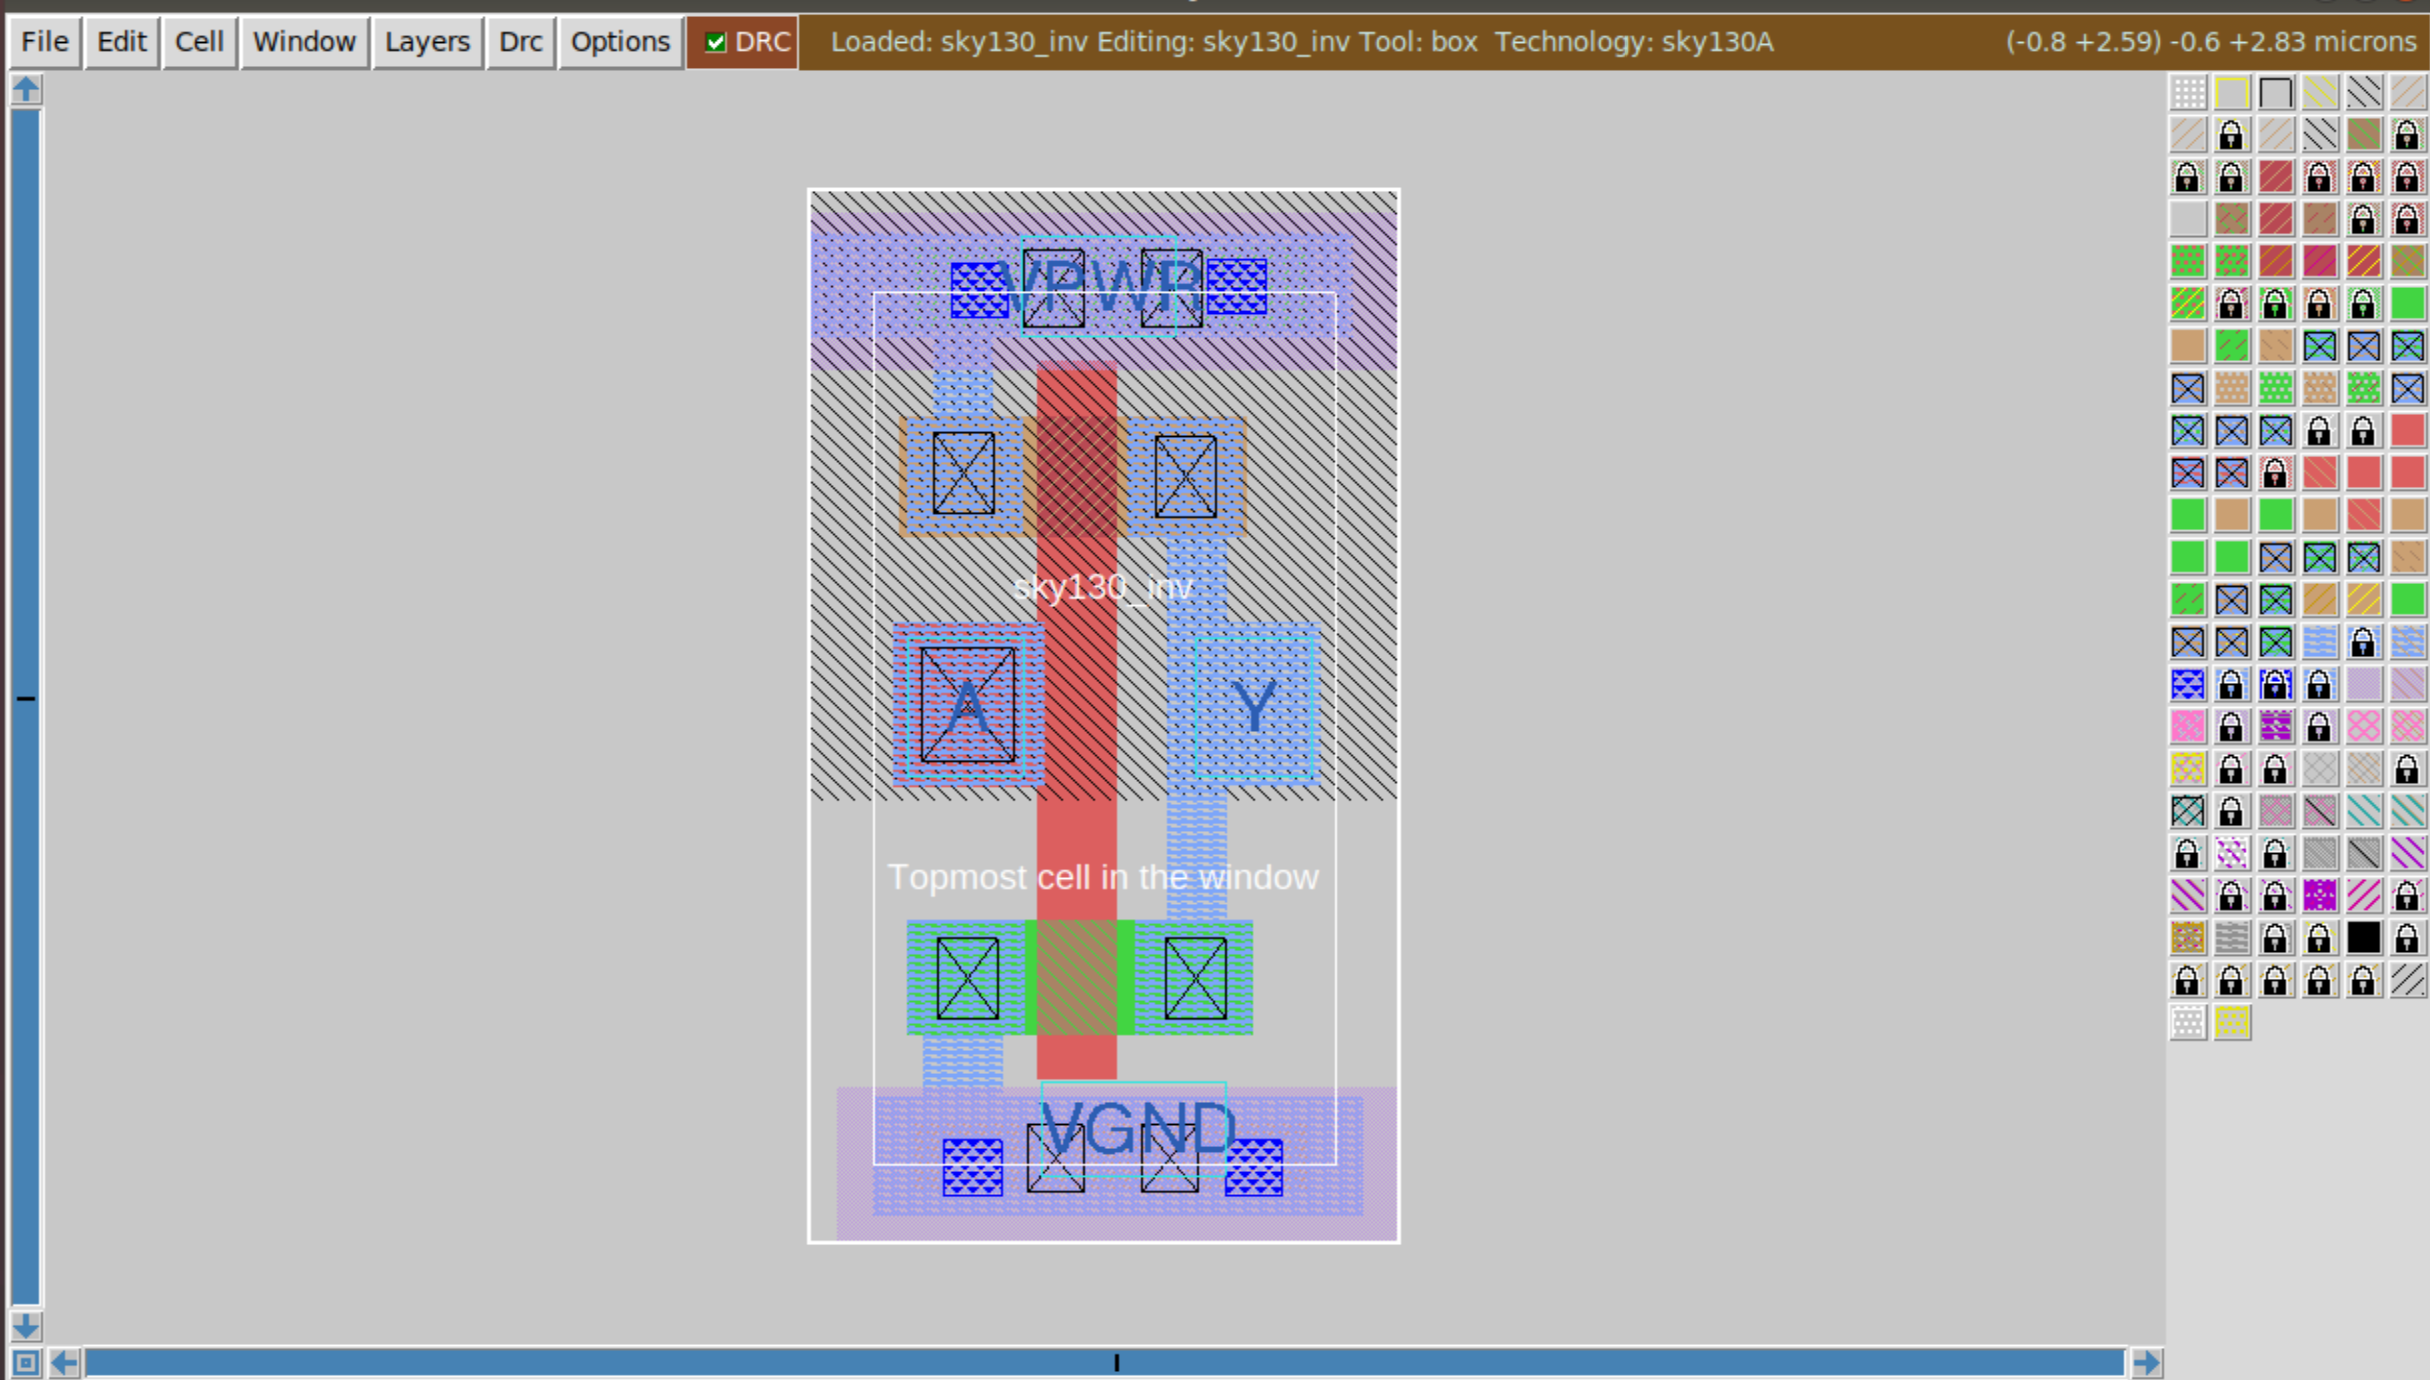 File Edit Cell Window Layers Drc Options DRC Loaded: sky130_inv Editing: sky130_inv Tool: box Technology: sky130A (-0.8 +2.59) -0.6 +2.83 microns
VPWR
sky130_inv
A Y
Topmost cell in the window
VGND